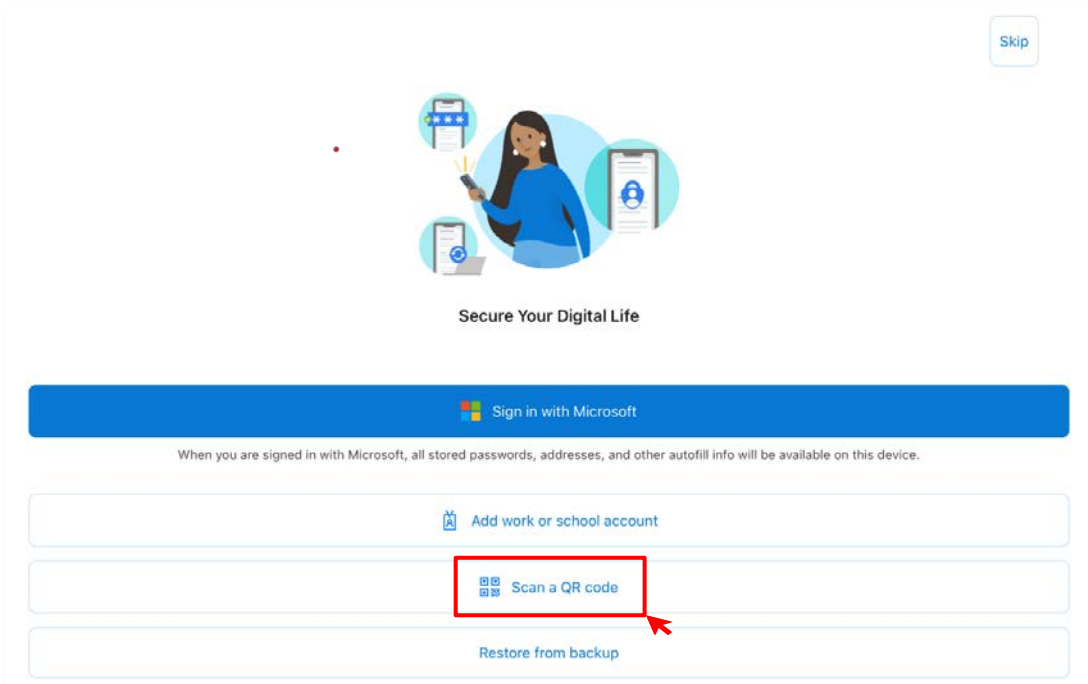 Skip
Secure Your Digital Life
Sign in with Microsoft
When you are signed in with Microsoft, all stored passwords, addresses, and other autofill info will be available on this device.
Add work or school account
Scan a QR code
Restore from backup